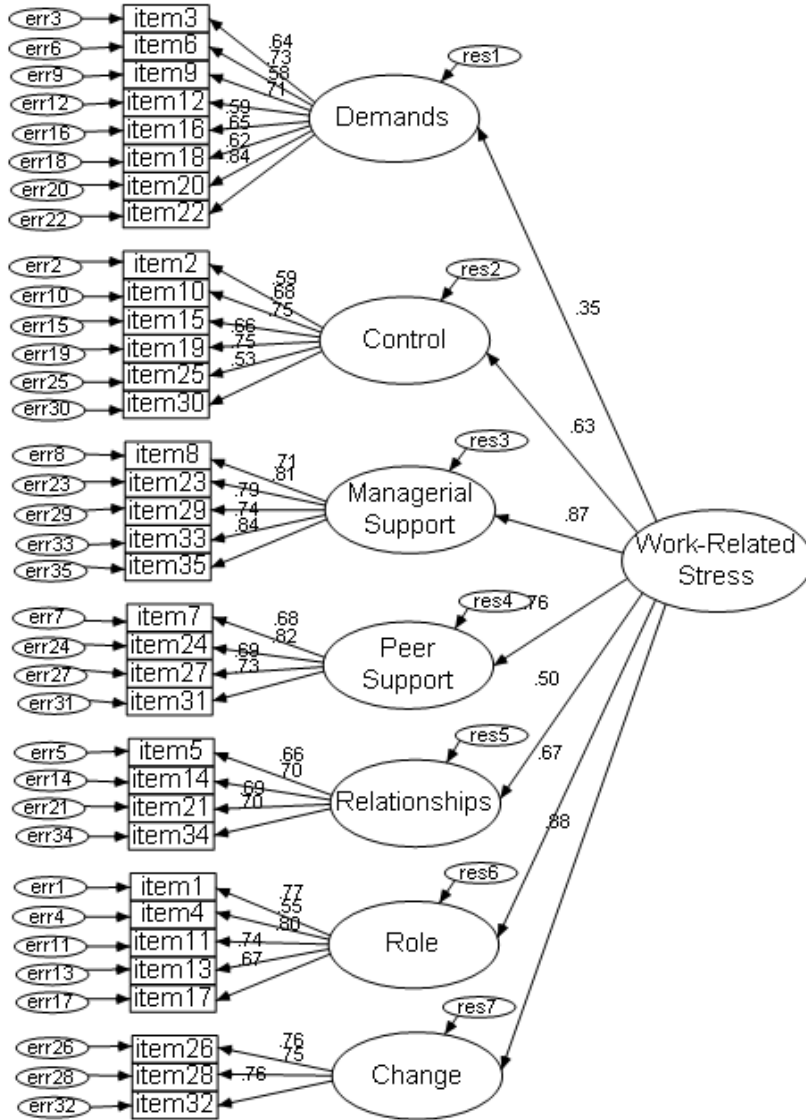 err3
item3
err6
item6
err9
item9
err12
item12
err16
item16
err18
item18
err20
item20
err22
item22
.64
.73
.58
.71
.59
.65
.62
.84
res1
Demands
err2
item2
err10
item10
err15
item15
err19
item19
err25
item25
err30
item30
.59
.68
.75
.66
.75
.53
res2
Control
err8
item8
err23
item23
err29
item29
err33
item33
err35
item35
.71
.81
.79
.74
.84
res3
Managerial
Support
err7
item7
err24
item24
err27
item27
err31
item31
.68
.82
.69
.73
res4
Peer
Support
err5
item5
err14
item14
err21
item21
err34
item34
.66
.70
.69
.70
res5
Relationships
err1
item1
err4
item4
err11
item11
err13
item13
err17
item17
.77
.55
.80
.74
.67
res6
Role
err26
item26
err28
item28
err32
item32
.76
.75
.76
res7
Change
.35
.63
.87
.76
.50
.67
.88
Work-Related
Stress